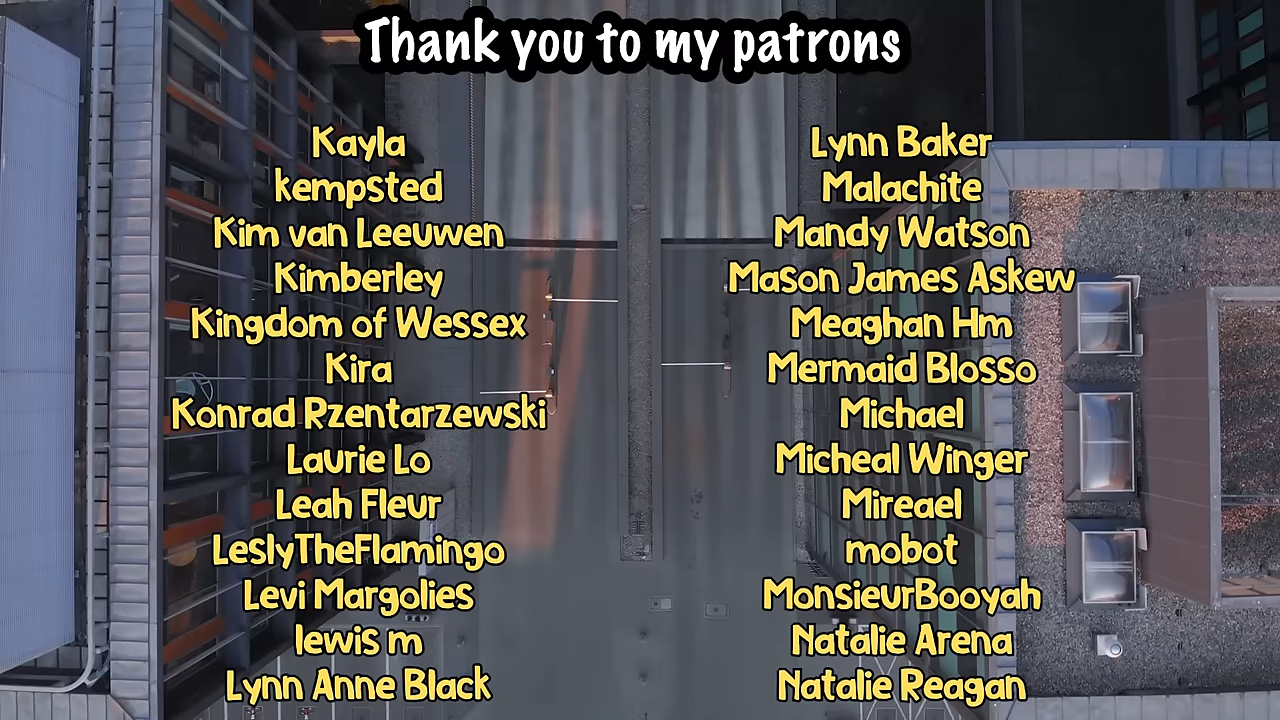 Thank you to my patrons
Kayla
kempsted
Kim van Leeuwen
Kimberley
Kingdom of Wessex
Kira
Konrad Rzentarzewski
Laurie Lo
Leah Fleur
LeslyTheFlamingo
Levi Margolies
lewis m
Lynn Anne Black
Lynn Baker
Malachite
Mandy Watson
Mason James Askew
Meaghan Hm
Mermaid Blosso
Michael
Micheal Winger
Mireael
mobot
MonsieurBooyah
Natalie Arena
Natalie Reagan